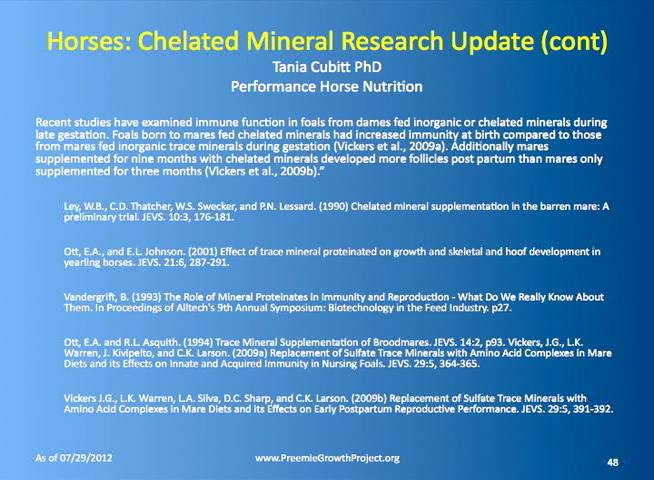 Horses: Chelated Mineral Research Update (cont)
Tania Cubitt PhD
Performance Horse Nutrition
Recent studies have examined immune function in foals from dames fed inorganic or chelated minerals during
late gestation. Foals born to mares fed chelated minerals had increased immunity at birth compared to those
from mares fed inorganic trace minerals during gestation (Vickers et al., 2009a). Additionally mares
supplemented for nine months with chelated minerals developed more follicles post partum than mares only
supplemented for three months (Vickers et al., 2009b).”
Ley, W.B., C.D. Thatcher, W.S. Swecker, and P.N. Lessard. (1990) Chelated mineral supplementation in the barren mare: A
preliminary trial. JEVS. 10:3, 176-181.
Ott, E.A., and E.L. Johnson. (2001) Effect of trace mineral proteinated on growth and skeletal and hoof development in
yearling horses. JEVS. 21:6, 287-291.
Vandergrift, B. (1993) The Role of Mineral Proteinates in Immunity and Reproduction - What Do We Really Know About
Them. In Proceedings of Alltech's 9th Annual Symposium: Biotechnology in the Feed Industry. p27.
Ott, E.A. and R.L. Asquith. (1994) Trace Mineral Supplementation of Broodmares. JEVS. 14:2, p93. Vickers, J.G., L.K.
Warren, J. Kivipelto, and C.K. Larson. (2009a) Replacement of Sulfate Trace Minerals with Amino Acid Complexes in Mare
Diets and its Effects on Innate and Acquired Immunity in Nursing Foals. JEVS. 29:5, 364-365.
Vickers J.G., L.K. Warren, L.A. Silva, D.C. Sharp, and C.K. Larson. (2009b) Replacement of Sulfate Trace Minerals with
Amino Acid Complexes in Mare Diets and its Effects on Early Postpartum Reproductive Performance. JEVS. 29:5, 391-392.
As of 07/29/2012
www.PreemieGrowthProject.org
48